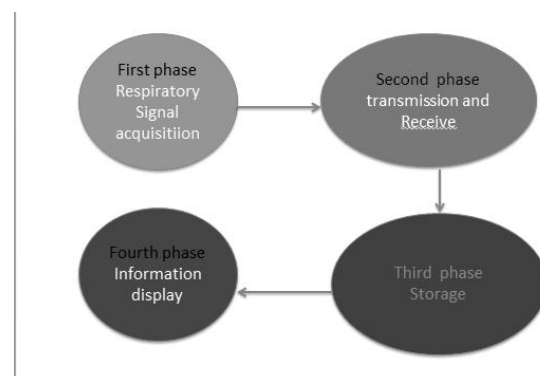 First phase
Respiratory
Signal
acquisitiion
Second phase
transmission and
Receive
Third phase
Storage
Fourth phase
Information
display